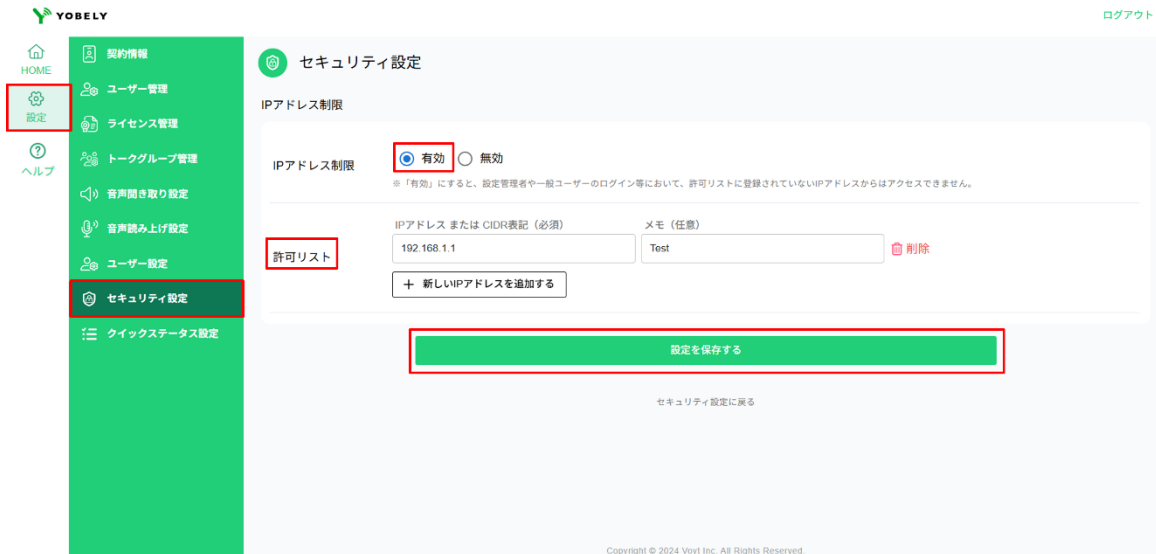 YOBELY
ログアウト
HOME
設定
ヘルプ
契約情報
ユーザー管理
ライセンス管理
トークグループ管理
音声聞き取り設定
音声読み上げ設定
ユーザー設定
セキュリティ設定
クイックステータス設定
セキュリティ設定
IPアドレス制限
IPアドレス制限
有効 無効
※「有効」にすると、設定管理者や一般ユーザーのログイン等において、許可リストに登録されていないIPアドレスからはアクセスできません。
許可リスト
IPアドレス または CIDR表記（必須） メモ（任意）
192.168.1.1 Test 削除
＋ 新しいIPアドレスを追加する
設定を保存する
セキュリティ設定に戻る
Copyright © 2024 Voyt Inc. All Rights Reserved.